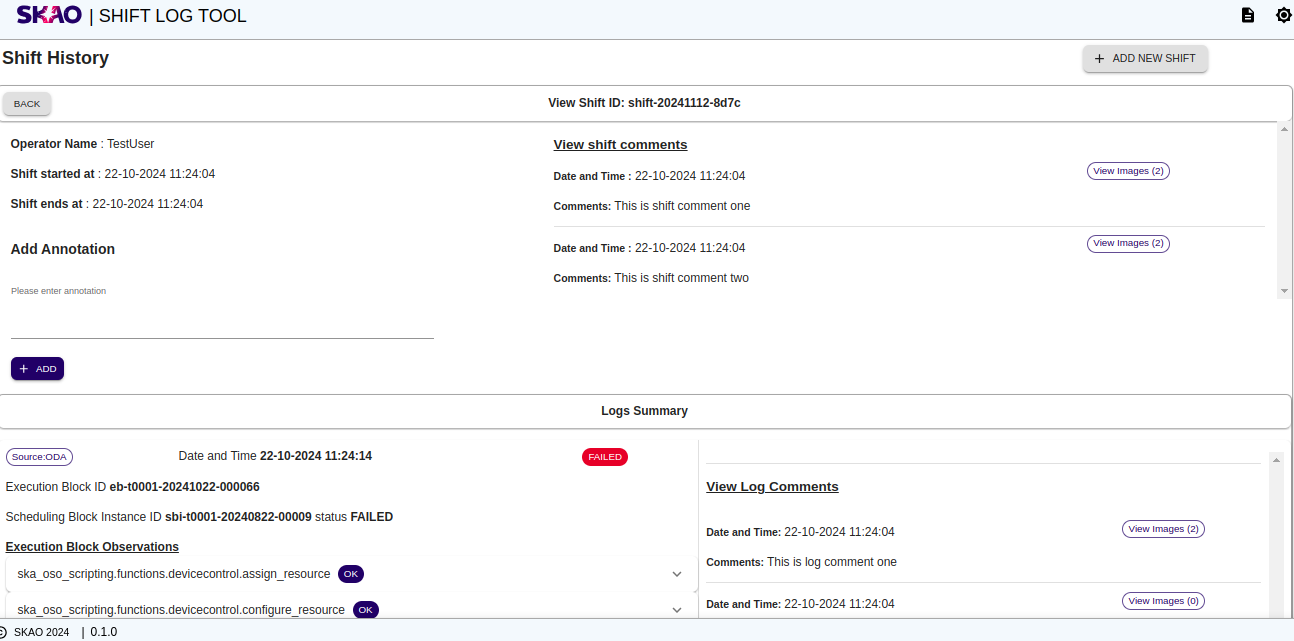 SKAO | SHIFT LOG TOOL
Shift History
+ ADD NEW SHIFT
BACK
View Shift ID: shift-20241112-8d7c
Operator Name : TestUser
Shift started at : 22-10-2024 11:24:04
Shift ends at : 22-10-2024 11:24:04
Add Annotation
Please enter annotation
+ ADD
View shift comments
Date and Time : 22-10-2024 11:24:04
View Images (2)
Comments: This is shift comment one
Date and Time : 22-10-2024 11:24:04
View Images (2)
Comments: This is shift comment two
Logs Summary
Source:ODA
Date and Time 22-10-2024 11:24:14
FAILED
Execution Block ID eb-t0001-20241022-000066
Scheduling Block Instance ID sbi-t0001-20240822-00009 status FAILED
Execution Block Observations
ska_oso_scripting.functions.devicecontrol.assign_resource OK
ska_oso_scripting.functions.devicecontrol.configure_resource OK
View Log Comments
Date and Time: 22-10-2024 11:24:04
View Images (2)
Comments: This is log comment one
Date and Time: 22-10-2024 11:24:04
View Images (0)
© SKAO 2024 | 0.1.0